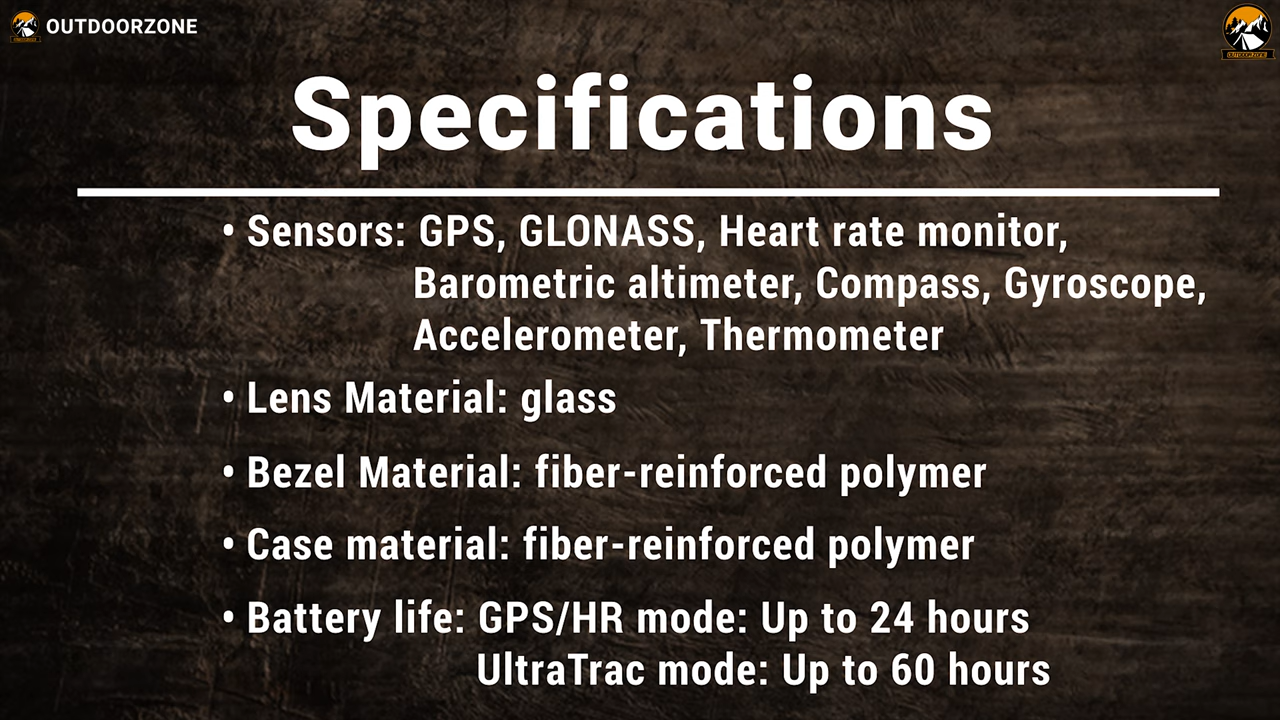 OUTDOORZONE
OUTDOORZONE
Specifications
• Sensors: GPS, GLONASS, Heart rate monitor,
Barometric altimeter, Compass, Gyroscope,
Accelerometer, Thermometer
• Lens Material: glass
• Bezel Material: fiber-reinforced polymer
• Case material: fiber-reinforced polymer
• Battery life: GPS/HR mode: Up to 24 hours
UltraTrac mode: Up to 60 hours